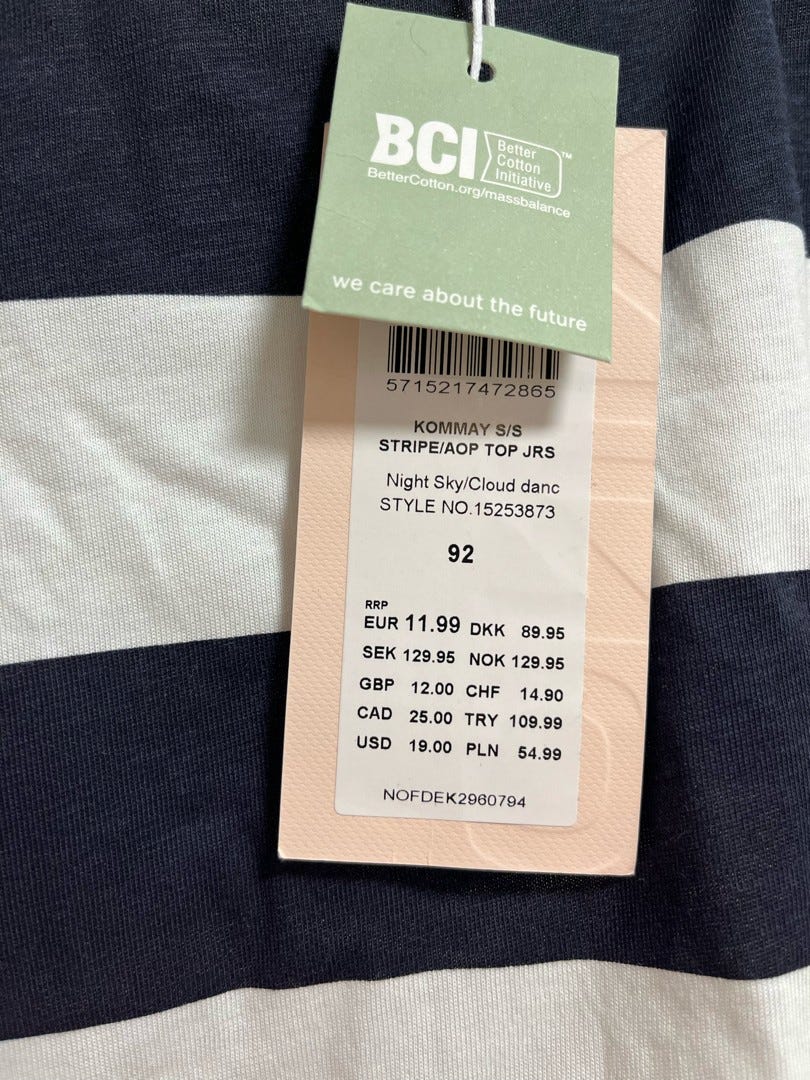 BCI Better Cotton Initiative™
BetterCotton.org/massbalance
we care about the future
5715217472865
KOMMAY S/S
STRIPE/AOP TOP JRS
Night Sky/Cloud danc
STYLE NO.15253873
92
RRP
EUR 11.99 DKK 89.95
SEK 129.95 NOK 129.95
GBP 12.00 CHF 14.90
CAD 25.00 TRY 109.99
USD 19.00 PLN 54.99
NOFDEK2960794